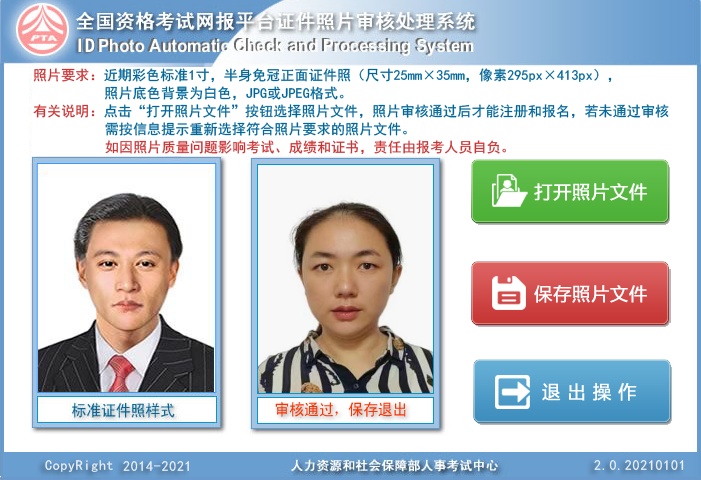 全国资格考试网报平台证件照片审核处理系统
PTA
ID Photo Automatic Check and Processing System
照片要求：近期彩色标准1寸，半身免冠正面证件照（尺寸25mm×35mm，像素295px×413px），
照片底色背景为白色，JPG或JPEG格式。
有关说明：点击“打开照片文件”按钮选择照片文件，照片审核通过后才能注册和报名，若未通过审核
需按信息提示重新选择符合照片要求的照片文件。
如因照片质量问题影响考试、成绩和证书，责任由报考人员自负。
打开照片文件
保存照片文件
退出操作
标准证件照样式
审核通过，保存退出
CopyRight 2014-2021
人力资源和社会保障部人事考试中心
2.0.20210101